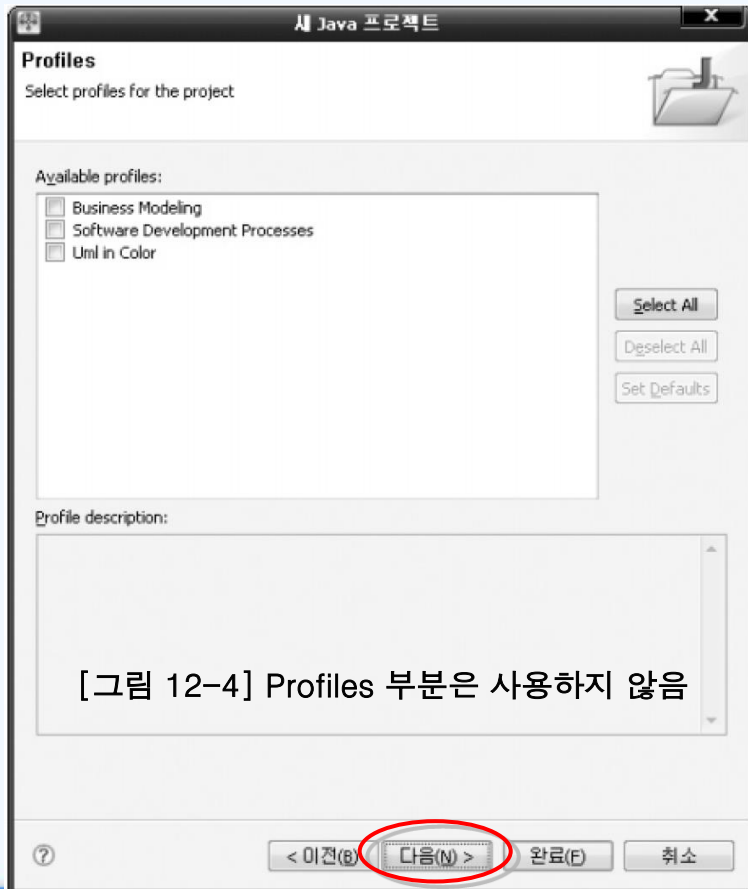 새 Java 프로젝트
x
Profiles
Select profiles for the project
Available profiles:
Business Modeling
Software Development Processes
Uml in Color
Select All
Deselect All
Set Defaults
Profile description:
[그림 12-4] Profiles 부분은 사용하지 않음
?
< 이전(B) 다음(N) > 완료(F) 취소